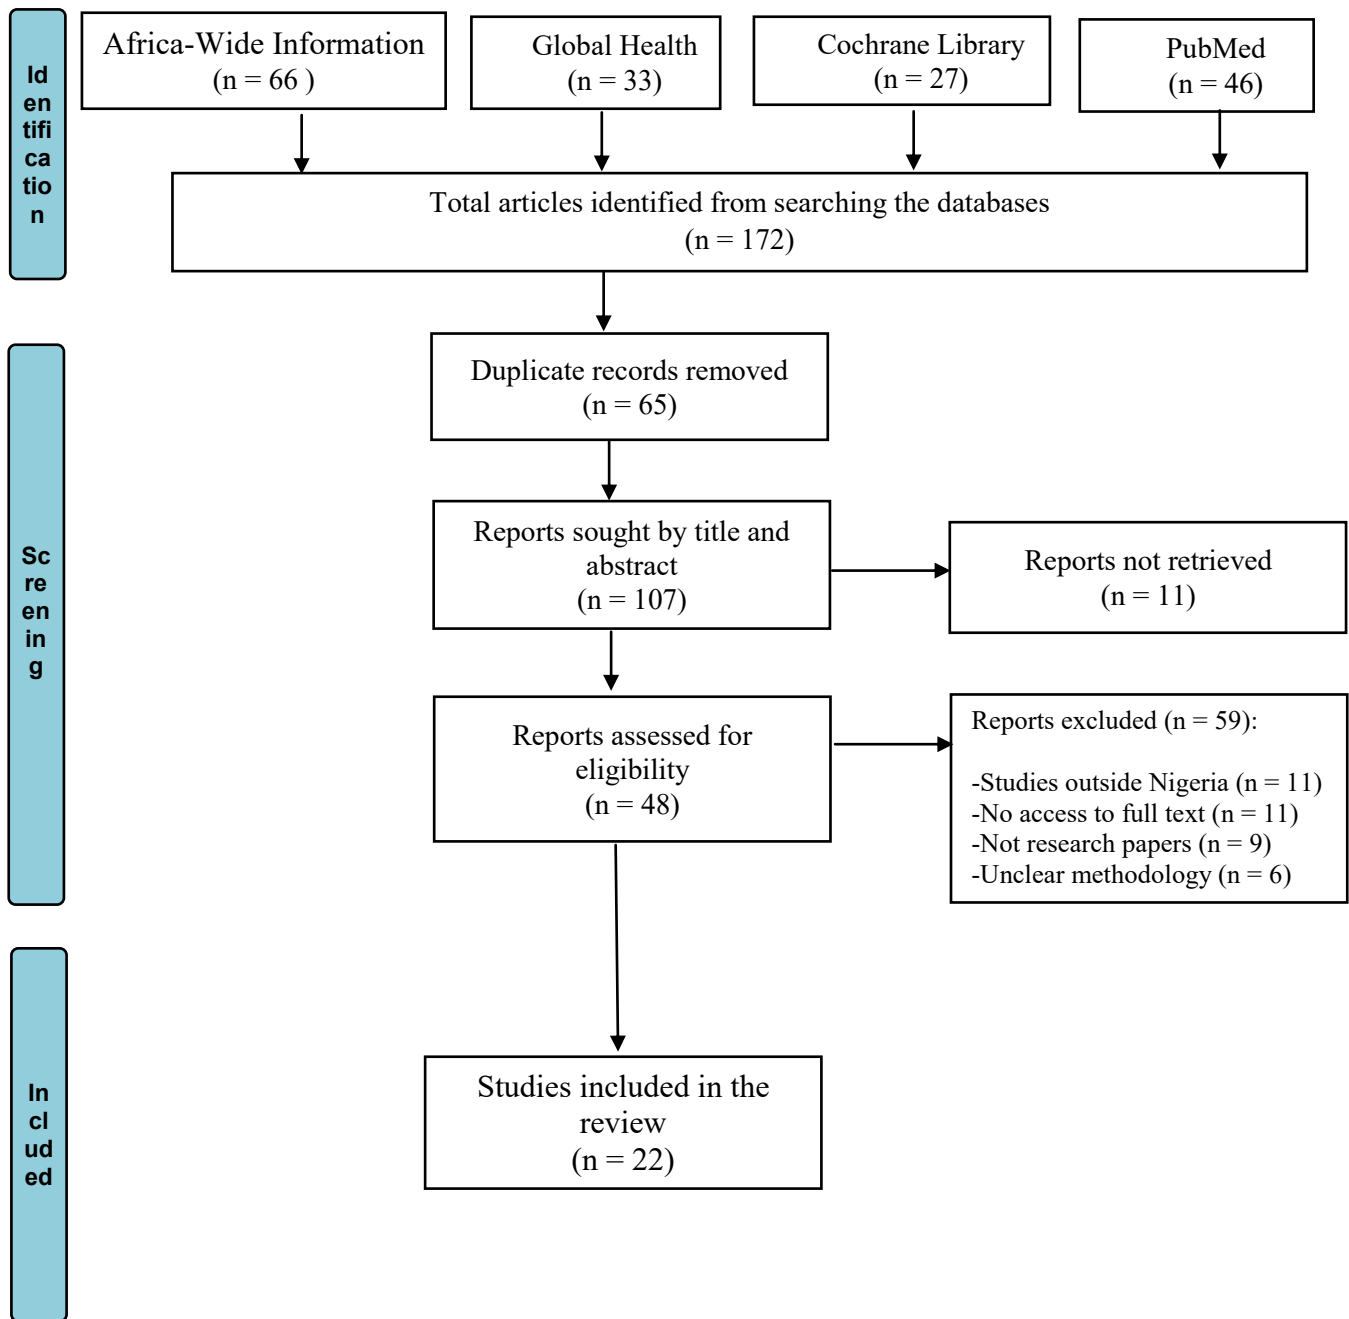 Id
en
tifi
ca
tio
n
Africa-Wide Information
(n = 66 )
Global Health
(n = 33)
Cochrane Library
(n = 27)
PubMed
(n = 46)
Total articles identified from searching the databases
(n = 172)
Sc
re
en
in
g
Duplicate records removed
(n = 65)
Reports sought by title and
abstract
(n = 107)
Reports not retrieved
(n = 11)
Reports assessed for
eligibility
(n = 48)
Reports excluded (n = 59):
-Studies outside Nigeria (n = 11)
-No access to full text (n = 11)
-Not research papers (n = 9)
-Unclear methodology (n = 6)
In
cl
ud
ed
Studies included in the
review
(n = 22)